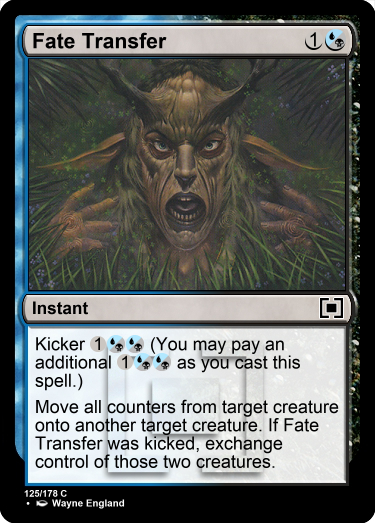 Fate Transfer 1
Instant
Kicker 1 (You may pay an
additional 1 as you cast this
spell.)
Move all counters from target creature
onto another target creature. If Fate
Transfer was kicked, exchange
control of those two creatures.
125/178 C
• Wayne England